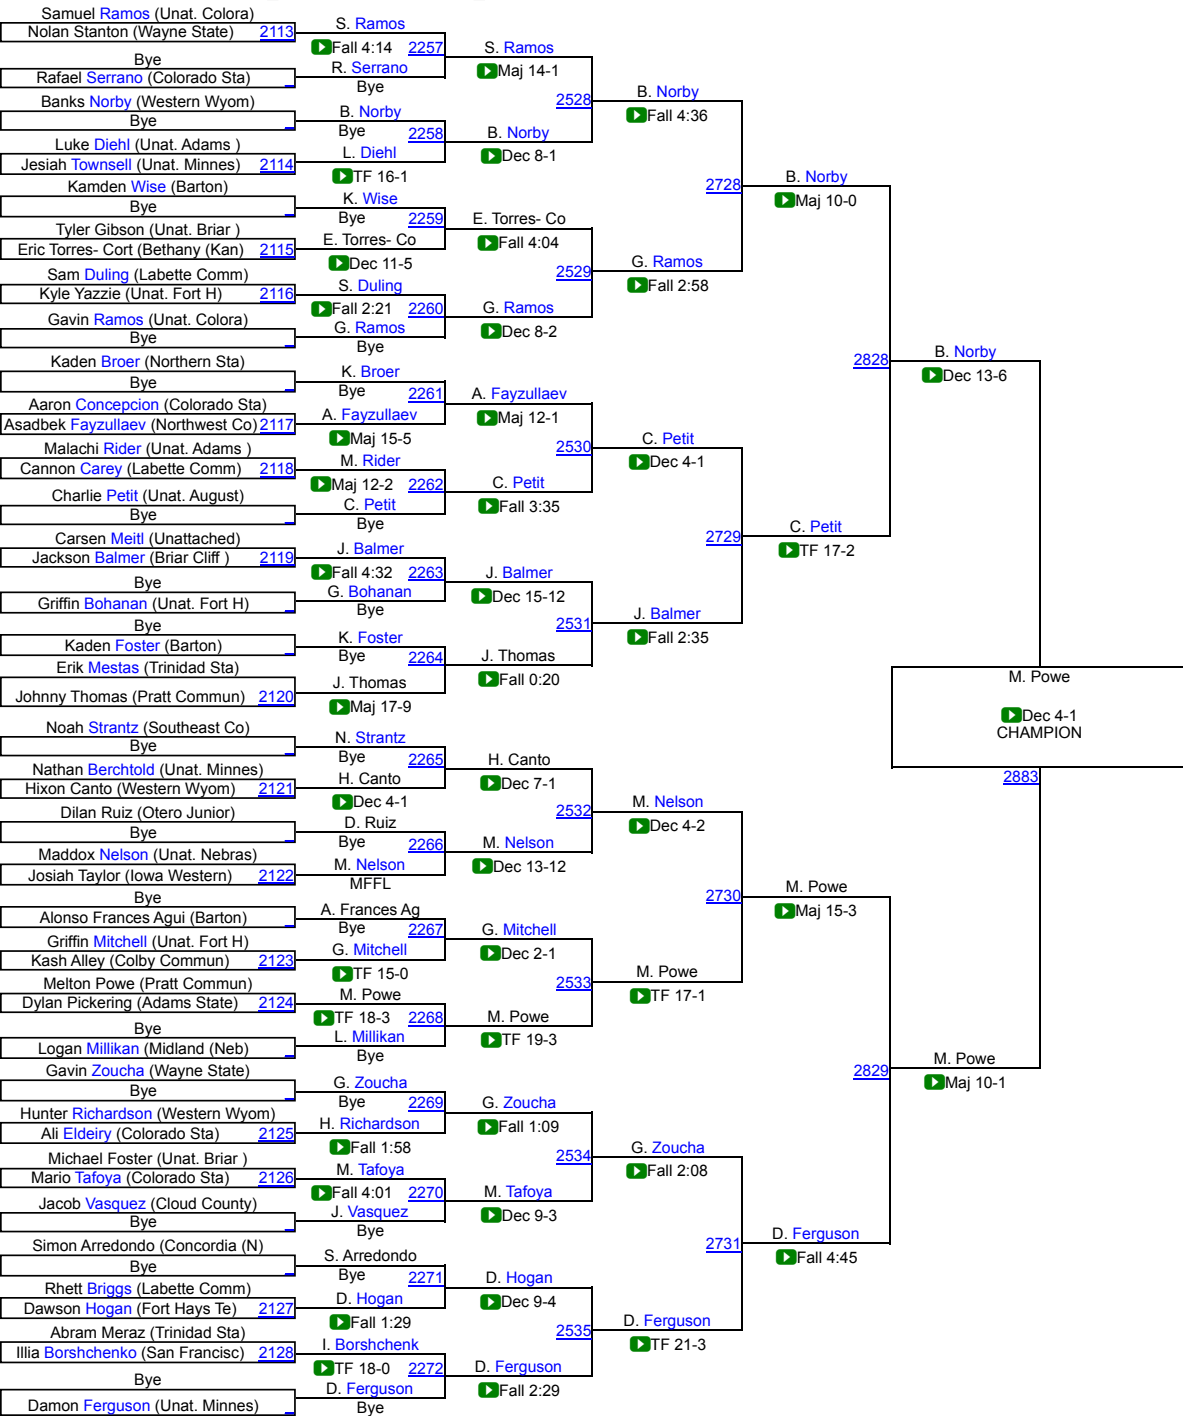 Samuel Ramos (Unat. Colora)
Nolan Stanton (Wayne State) 2113
Bye
Rafael Serrano (Colorado Sta)
Banks Norby (Western Wyom)
Bye
Luke Diehl (Unat. Adams )
Jesiah Townsell (Unat. Minnes) 2114
Kamden Wise (Barton)
Bye
Tyler Gibson (Unat. Briar )
Eric Torres- Cort (Bethany (Kan) 2115
Sam Duling (Labette Comm)
Kyle Yazzie (Unat. Fort H) 2116
Gavin Ramos (Unat. Colora)
Bye
Kaden Broer (Northern Sta)
Bye
Aaron Concepcion (Colorado Sta)
Asadbek Fayzullaev (Northwest Co) 2117
Malachi Rider (Unat. Adams )
Cannon Carey (Labette Comm) 2118
Charlie Petit (Unat. August)
Bye
Carsen Meitl (Unattached)
Jackson Balmer (Briar Cliff ) 2119
Bye
Griffin Bohanan (Unat. Fort H)
Bye
Kaden Foster (Barton)
Erik Mestas (Trinidad Sta)
Johnny Thomas (Pratt Commun) 2120
Noah Strantz (Southeast Co)
Bye
Nathan Berchtold (Unat. Minnes)
Hixon Canto (Western Wyom) 2121
Dilan Ruiz (Otero Junior)
Bye
Maddox Nelson (Unat. Nebras)
Josiah Taylor (Iowa Western) 2122
Bye
Alonso Frances Agui (Barton)
Griffin Mitchell (Unat. Fort H)
Kash Alley (Colby Commun) 2123
Melton Powe (Pratt Commun)
Dylan Pickering (Adams State) 2124
Bye
Logan Millikan (Midland (Neb)
Gavin Zoucha (Wayne State)
Bye
Hunter Richardson (Western Wyom)
Ali Eldeiry (Colorado Sta) 2125
Michael Foster (Unat. Briar )
Mario Tafoya (Colorado Sta) 2126
Jacob Vasquez (Cloud County)
Bye
Simon Arredondo (Concordia (N)
Bye
Rhett Briggs (Labette Comm)
Dawson Hogan (Fort Hays Te) 2127
Abram Meraz (Trinidad Sta)
Illia Borshchenko (San Francisc) 2128
Bye
Damon Ferguson (Unat. Minnes)
S. Ramos
Fall 4:14 2257
R. Serrano
Bye
B. Norby
Bye 2258
L. Diehl
TF 16-1
K. Wise
Bye 2259
E. Torres- Co
Dec 11-5
S. Duling
Fall 2:21 2260
G. Ramos
Bye
K. Broer
Bye 2261
A. Fayzullaev
Maj 15-5
M. Rider
Maj 12-2 2262
C. Petit
Bye
J. Balmer
Fall 4:32 2263
G. Bohanan
Bye
K. Foster
Bye 2264
J. Thomas
Maj 17-9
N. Strantz
Bye 2265
H. Canto
Dec 4-1
D. Ruiz
Bye 2266
M. Nelson
MFFL
A. Frances Ag
Bye 2267
G. Mitchell
TF 15-0
M. Powe
TF 18-3 2268
L. Millikan
Bye
G. Zoucha
Bye 2269
H. Richardson
Fall 1:58
M. Tafoya
Fall 4:01 2270
J. Vasquez
Bye
S. Arredondo
Bye 2271
D. Hogan
Fall 1:29
I. Borshchenk
TF 18-0 2272
D. Ferguson
Bye
S. Ramos
Maj 14-1
2528
B. Norby
Dec 8-1
E. Torres- Co
Fall 4:04
2529
G. Ramos
Dec 8-2
A. Fayzullaev
Maj 12-1
2530
C. Petit
Fall 3:35
J. Balmer
Dec 15-12
2531
J. Thomas
Fall 0:20
H. Canto
Dec 7-1
2532
M. Nelson
Dec 13-12
G. Mitchell
Dec 2-1
2533
M. Powe
TF 19-3
G. Zoucha
Fall 1:09
2534
M. Tafoya
Dec 9-3
D. Hogan
Dec 9-4
2535
D. Ferguson
Fall 2:29
B. Norby
Fall 4:36
2728
G. Ramos
Fall 2:58
C. Petit
Dec 4-1
2729
J. Balmer
Fall 2:35
M. Nelson
Dec 4-2
2730
M. Powe
TF 17-1
G. Zoucha
Fall 2:08
2731
D. Ferguson
TF 21-3
B. Norby
Maj 10-0
2828
C. Petit
TF 17-2
M. Powe
Maj 15-3
2829
D. Ferguson
Fall 4:45
B. Norby
Dec 13-6
M. Powe
Maj 10-1
M. Powe
Dec 4-1
CHAMPION
2883